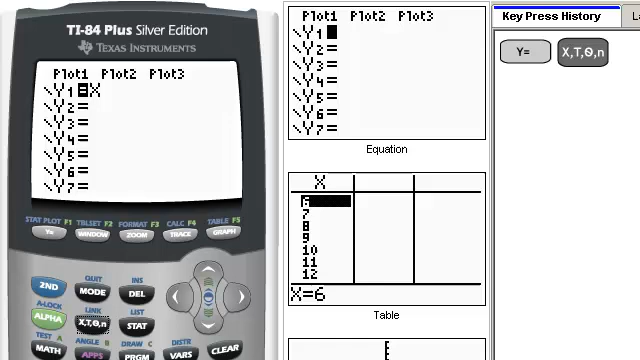 TI-84 Plus Silver Edition
TEXAS INSTRUMENTS
Plot1 Plot2 Plot3
\Y1=X
\Y2=
\Y3=
\Y4=
\Y5=
\Y6=
\Y7=
STAT PLOT F1 TBLSET F2 FORMAT F3 CALC F4 TABLE F5
Y= WINDOW ZOOM TRACE GRAPH
QUIT INS
2ND MODE DEL
A-LOCK LINK LIST
ALPHA X,T,Θ,n STAT
TEST A ANGLE B DRAW C DISTR
MATH APPS PRGM VARS CLEAR
Plot1 Plot2 Plot3
\Y1=
\Y2=
\Y3=
\Y4=
\Y5=
\Y6=
\Y7=
Equation
X
6
7
8
9
10
11
12
X=6
Table
Key Press History
La
Y= X,T,Θ,n